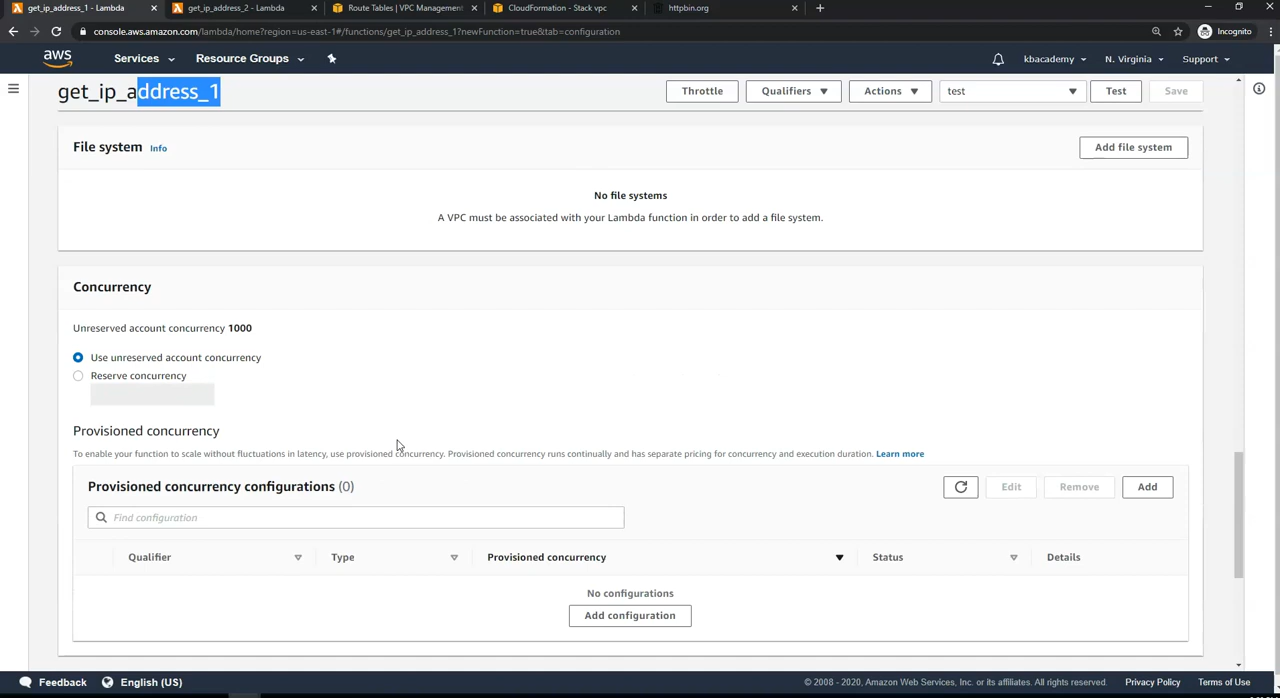 get_ip_address_1 - Lambda
get_ip_address_2 - Lambda
Route Tables | VPC Management
CloudFormation - Stack vpc
httpbin.org
console.aws.amazon.com/lambda/home?region=us-east-1#/functions/get_ip_address_1?newFunction=true&tab=configuration
Incognito
aws
Services
Resource Groups
kbacademy
N. Virginia
Support
get_ip_address_1
Throttle
Qualifiers
Actions
test
Test
Save
File system Info
Add file system
No file systems
A VPC must be associated with your Lambda function in order to add a file system.
Concurrency
Unreserved account concurrency 1000
Use unreserved account concurrency
Reserve concurrency
Provisioned concurrency
To enable your function to scale without fluctuations in latency, use provisioned concurrency. Provisioned concurrency runs continually and has separate pricing for concurrency and execution duration. Learn more
Provisioned concurrency configurations (0)
Edit
Remove
Add
Find configuration
Qualifier
Type
Provisioned concurrency
Status
Details
No configurations
Add configuration
Feedback
English (US)
© 2008 - 2020, Amazon Web Services, Inc. or its affiliates. All rights reserved.
Privacy Policy
Terms of Use